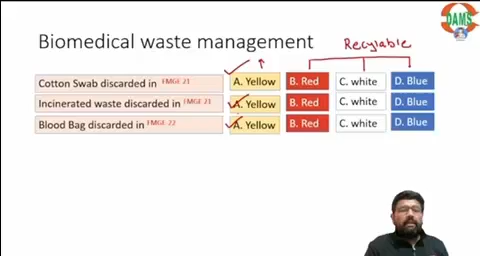 DAMS
Biomedical waste management
Recyclable
Cotton Swab discarded in FMGE 21 A. Yellow B. Red C. white D. Blue
Incinerated waste discarded in FMGE 21 A. Yellow B. Red C. white D. Blue
Blood Bag discarded in FMGE-22 A. Yellow B. Red C. white D. Blue